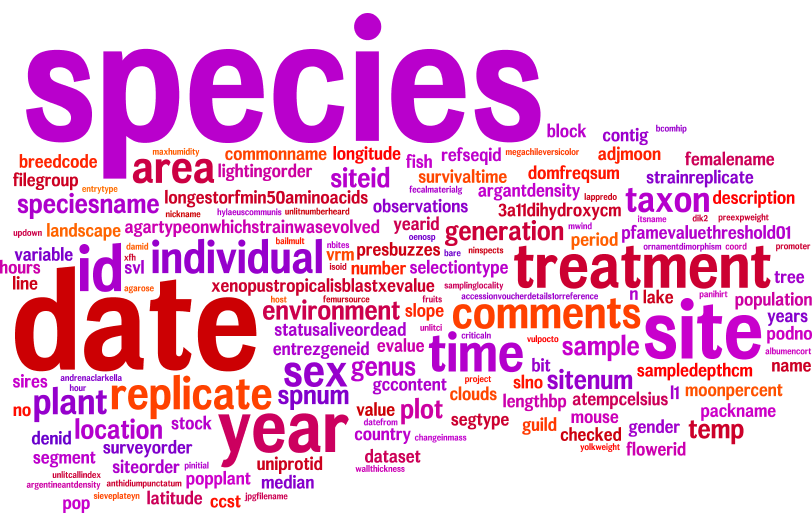 species
block
contig
bcomhip
breedcode
maxhumidity
commonname
longitude
fish
refseqid
megachileversicolor
adjmoon
femalename
filegroup
entrytype
area
lightingorder
siteid
fecalmaterialg
survivaltime
domfreqsum
strainreplicate
speciesname
nickname
longestorfmin50aminoacids
hylaeuscommunis
unlitnumberheard
observations
argantdensity
3a11dihydroxycm
lappredo
taxon
description
itsname
dik2
preexpweight
updown
landscape
agartypeonwhichstrainwasevolved
yearid
oenosp
generation
mwind
period
pfamevaluethreshold01
variable
id
damid
xfh
svl
individual
bailmult
nbites
vrm
isoid
presbuzzes
bare
ninspects
ornamentdimorphism
coord
promoter
hours
line
date
agarose
number
selectiontype
treatment
tree
xenopustropicalisblastxevalue
samplinglocality
accessionvoucherdetailstorreference
n
lake
panihirt
population
host
femursource
fruits
environment
slope
comments
site
years
statusaliveordead
unlitci
criticaln
vulpocto
podno
entrezgeneid
evalue
time
sample
albumencort
name
sires
andrenaclarkella
hour
sex
genus
project
bit
sampledepthcm
no
plant
replicate
spnum
gccontent
clouds
slno
sitenum
l1
moonpercent
lengthbp
atempcelsius
denid
location
stock
year
value
plot
segtype
guild
mouse
packname
surveyorder
datefrom
country
changeinmass
checked
gender
temp
segment
siteorder
pinitial
uniprotid
dataset
yolkweight
flowerid
unlitcallindex
wallthickness
argentineantdensity
anthidiumpunctatum
popplant
median
pop
sieveplateyn
latitude
ccst
jpgfilename